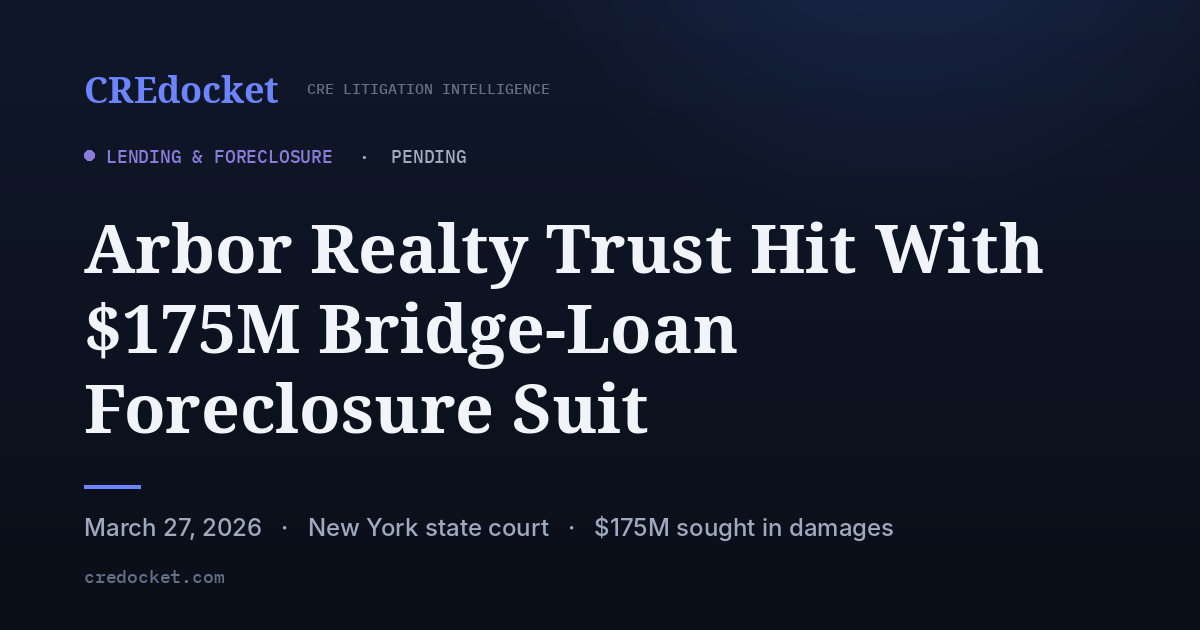 CREdocket CRE LITIGATION INTELLIGENCE
LENDING & FORECLOSURE · PENDING
Arbor Realty Trust Hit With
$175M Bridge-Loan
Foreclosure Suit
March 27, 2026 · New York state court · $175M sought in damages
credocket.com